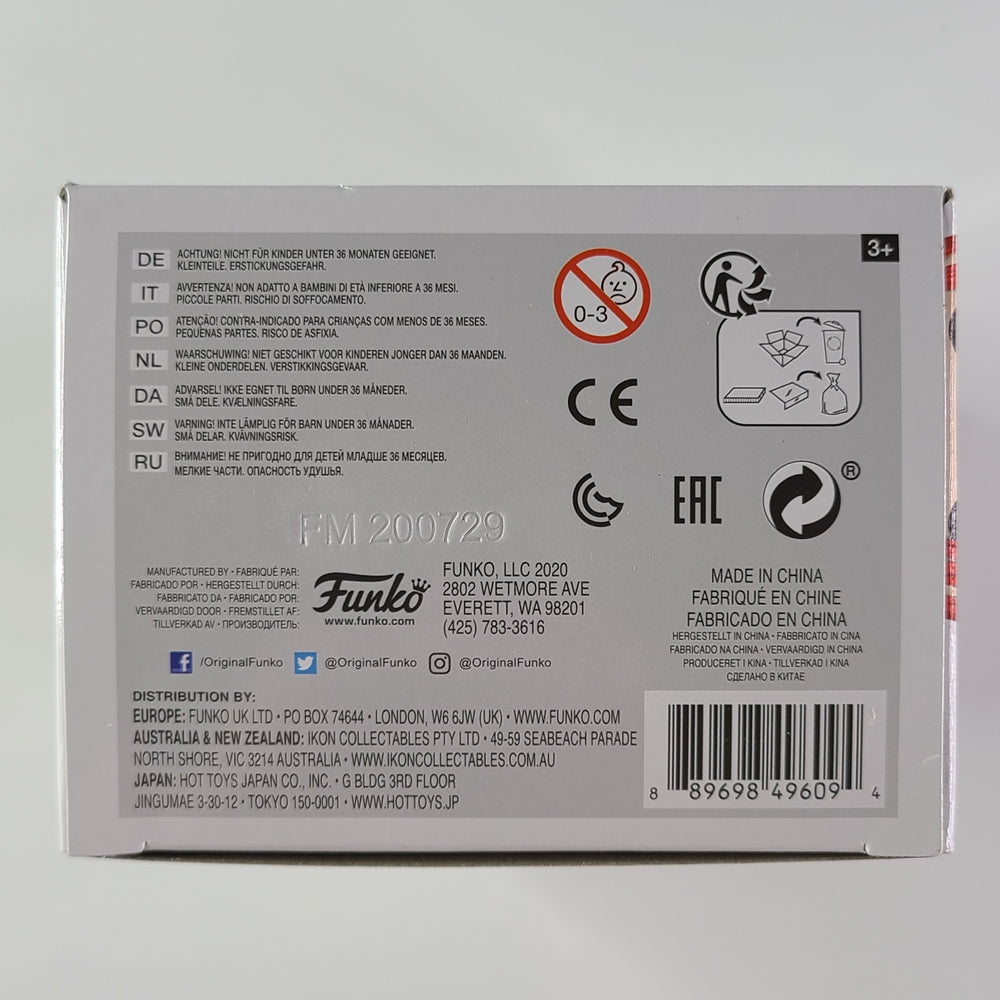 3+
DE ACHTUNG! NICHT FÜR KINDER UNTER 36 MONATEN GEEIGNET.
KLEINTEILE. ERSTICKUNGSGEFAHR.
IT AVVERTENZA! NON ADATTO A BAMBINI DI ETÀ INFERIORE A 36 MESI.
PICCOLE PARTI. RISCHIO DI SOFFOCAMENTO.
PO ATENÇÃO! CONTRA-INDICADO PARA CRIANÇAS COM MENOS DE 36 MESES.
PEQUENAS PARTES. RISCO DE ASFIXIA.
NL WAARSCHUWING! NIET GESCHIKT VOOR KINDEREN JONGER DAN 36 MAANDEN.
KLEINE ONDERDELEN. VERSTIKKINGSGEVAAR.
DA ADVARSEL! IKKE EGNET TIL BØRN UNDER 36 MÅNEDER.
SMÅ DELE. KVÆLNINGSFARE.
SW VARNING! INTE LÄMPLIG FÖR BARN UNDER 36 MÅNADER.
SMÅ DELAR. KVÄVNINGSRISK.
RU ВНИМАНИЕ! НЕ ПРИГОДНО ДЛЯ ДЕТЕЙ МЛАДШЕ 36 МЕСЯЦЕВ.
МЕЛКИЕ ЧАСТИ. ОПАСНОСТЬ УДУШЬЯ.
0-3
CE
EAC
®
FM 200729
MANUFACTURED BY • FABRIQUÉ PAR:
FABRICADO POR • HERGESTELLT DURCH:
FABBRICATO DA • FABRICADO POR:
VERVAARDIGD DOOR • FREMSTILLET AF:
TILLVERKAD AV • ПРОИЗВОДИТЕЛЬ:
Funko
www.funko.com
FUNKO, LLC 2020
2802 WETMORE AVE
EVERETT, WA 98201
(425) 783-3616
MADE IN CHINA
FABRIQUÉ EN CHINE
FABRICADO EN CHINA
HERGESTELLT IN CHINA • FABBRICATO IN CINA
FABRICADO NA CHINA • VERVAARDIGD IN CHINA
PRODUCERET I KINA • TILLVERKAD I KINA
СДЕЛАНО В КИТАЕ
f /OriginalFunko @OriginalFunko @OriginalFunko
DISTRIBUTION BY:
EUROPE: FUNKO UK LTD • PO BOX 74644 • LONDON, W6 6JW (UK) • WWW.FUNKO.COM
AUSTRALIA & NEW ZEALAND: IKON COLLECTABLES PTY LTD • 49-59 SEABEACH PARADE
NORTH SHORE, VIC 3214 AUSTRALIA • WWW.IKONCOLLECTABLES.COM.AU
JAPAN: HOT TOYS JAPAN CO., INC. • G BLDG 3RD FLOOR
JINGUMAE 3-30-12 • TOKYO 150-0001 • WWW.HOTTOYS.JP
8 89698 49609 4